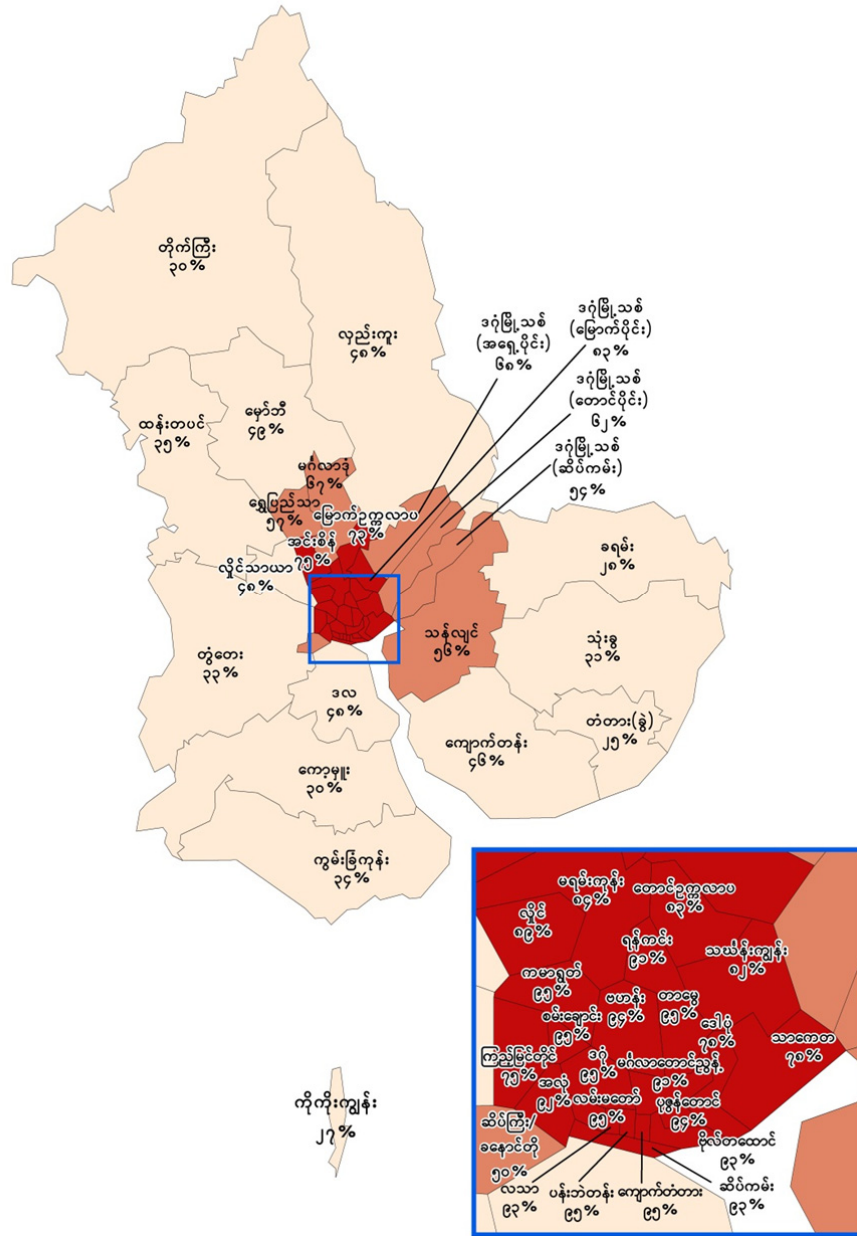 တိုက်ကြီး
၃၀%
လှည်းကူး
၄၈%
ဒဂုံမြို့သစ်
(အရှေ့ပိုင်း)
၆၈%
ဒဂုံမြို့သစ်
(မြောက်ပိုင်း)
၈၃%
ဒဂုံမြို့သစ်
(တောင်ပိုင်း)
၆၂%
ဒဂုံမြို့သစ်
(ဆိပ်ကမ်း)
၅၄%
ထန်းတပင်
၃၅%
မှော်ဘီ
၄၉%
မင်္ဂလာဒုံ
၆၇%
ရွှေပြည်သာ
၅၇%
မြောက်ဥက္ကလာပ
၇၃%
အင်းစိန်
၇၅%
လှိုင်သာယာ
၄၈%
ခရမ်း
၂၈%
သုံးခွ
၃၁%
သန်လျင်
၅၆%
တွံတေး
၃၃%
ဒလ
၄၈%
တံတား(ခွဲ)
၂၅%
ကျောက်တန်း
၄၆%
ကော့မှူး
၃၀%
ကွမ်းခြံကုန်း
၃၄%
ကိုကိုးကျွန်း
၂၇%
မရမ်းကုန်း
၈၄%
တောင်ဥက္ကလာပ
၈၃%
လှိုင်
၈၉%
ရန်ကင်း
၉၁%
သင်္ဃန်းကျွန်း
၈၂%
ကမာရွတ်
၉၅%
ဗဟန်း
၉၄%
တာမွေ
၉၅%
စမ်းချောင်း
၉၅%
ဒေါပုံ
၇၈%
သာကေတ
၇၈%
ကြည့်မြင်တိုင်
၇၅%
ဒဂုံ
၉၅%
မင်္ဂလာတောင်ညွန့်
၉၁%
အလုံ
၉၂%
လမ်းမတော်
၉၅%
ပုဇွန်တောင်
၉၄%
ဆိပ်ကြီး/
ခနောင်တို
၅၀%
ဗိုလ်တထောင်
၉၃%
လသာ
၉၃%
ပန်းဘဲတန်း
၉၅%
ကျောက်တံတား
၉၅%
ဆိပ်ကမ်း
၉၃%